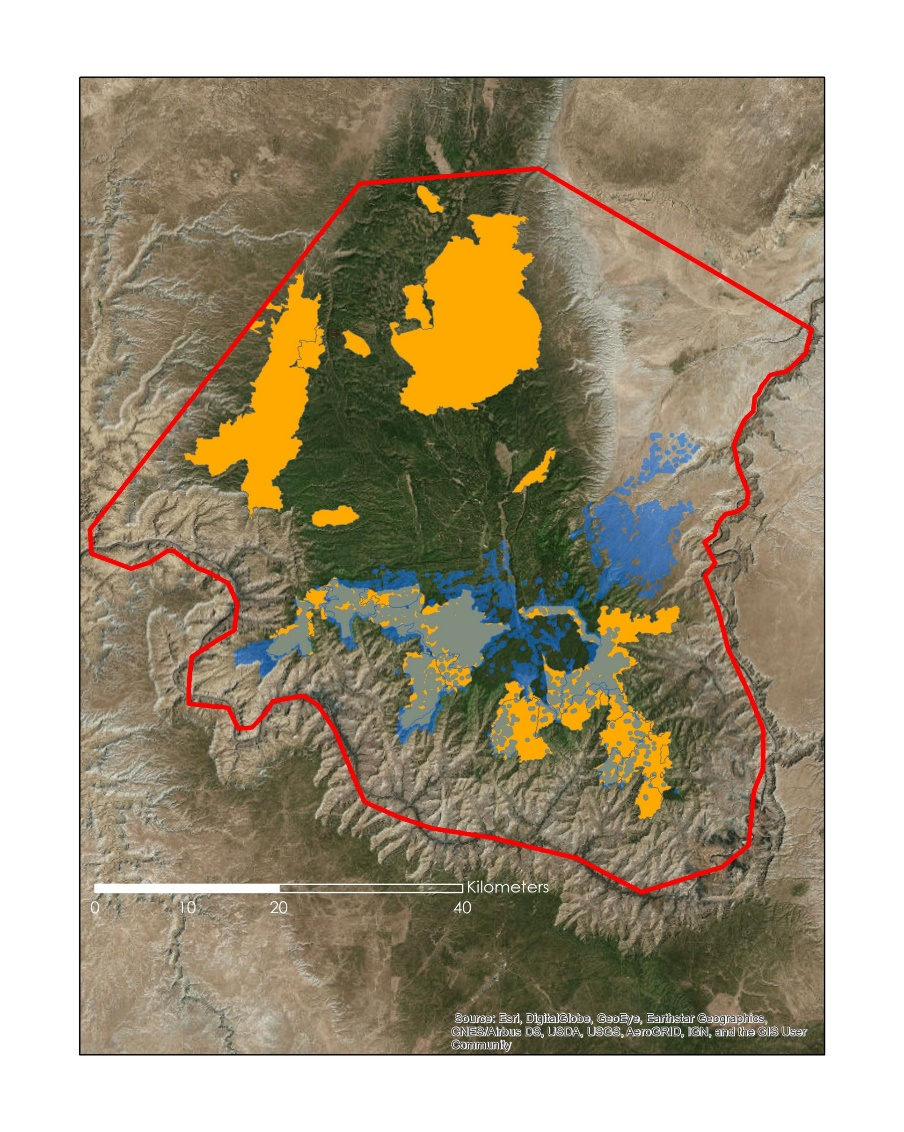 Kilometers
0 10 20 40
Source: Esri, DigitalGlobe, GeoEye, Earthstar Geographics,
CNES/Airbus DS, USDA, USGS, AeroGRID, IGN, and the GIS User
Community